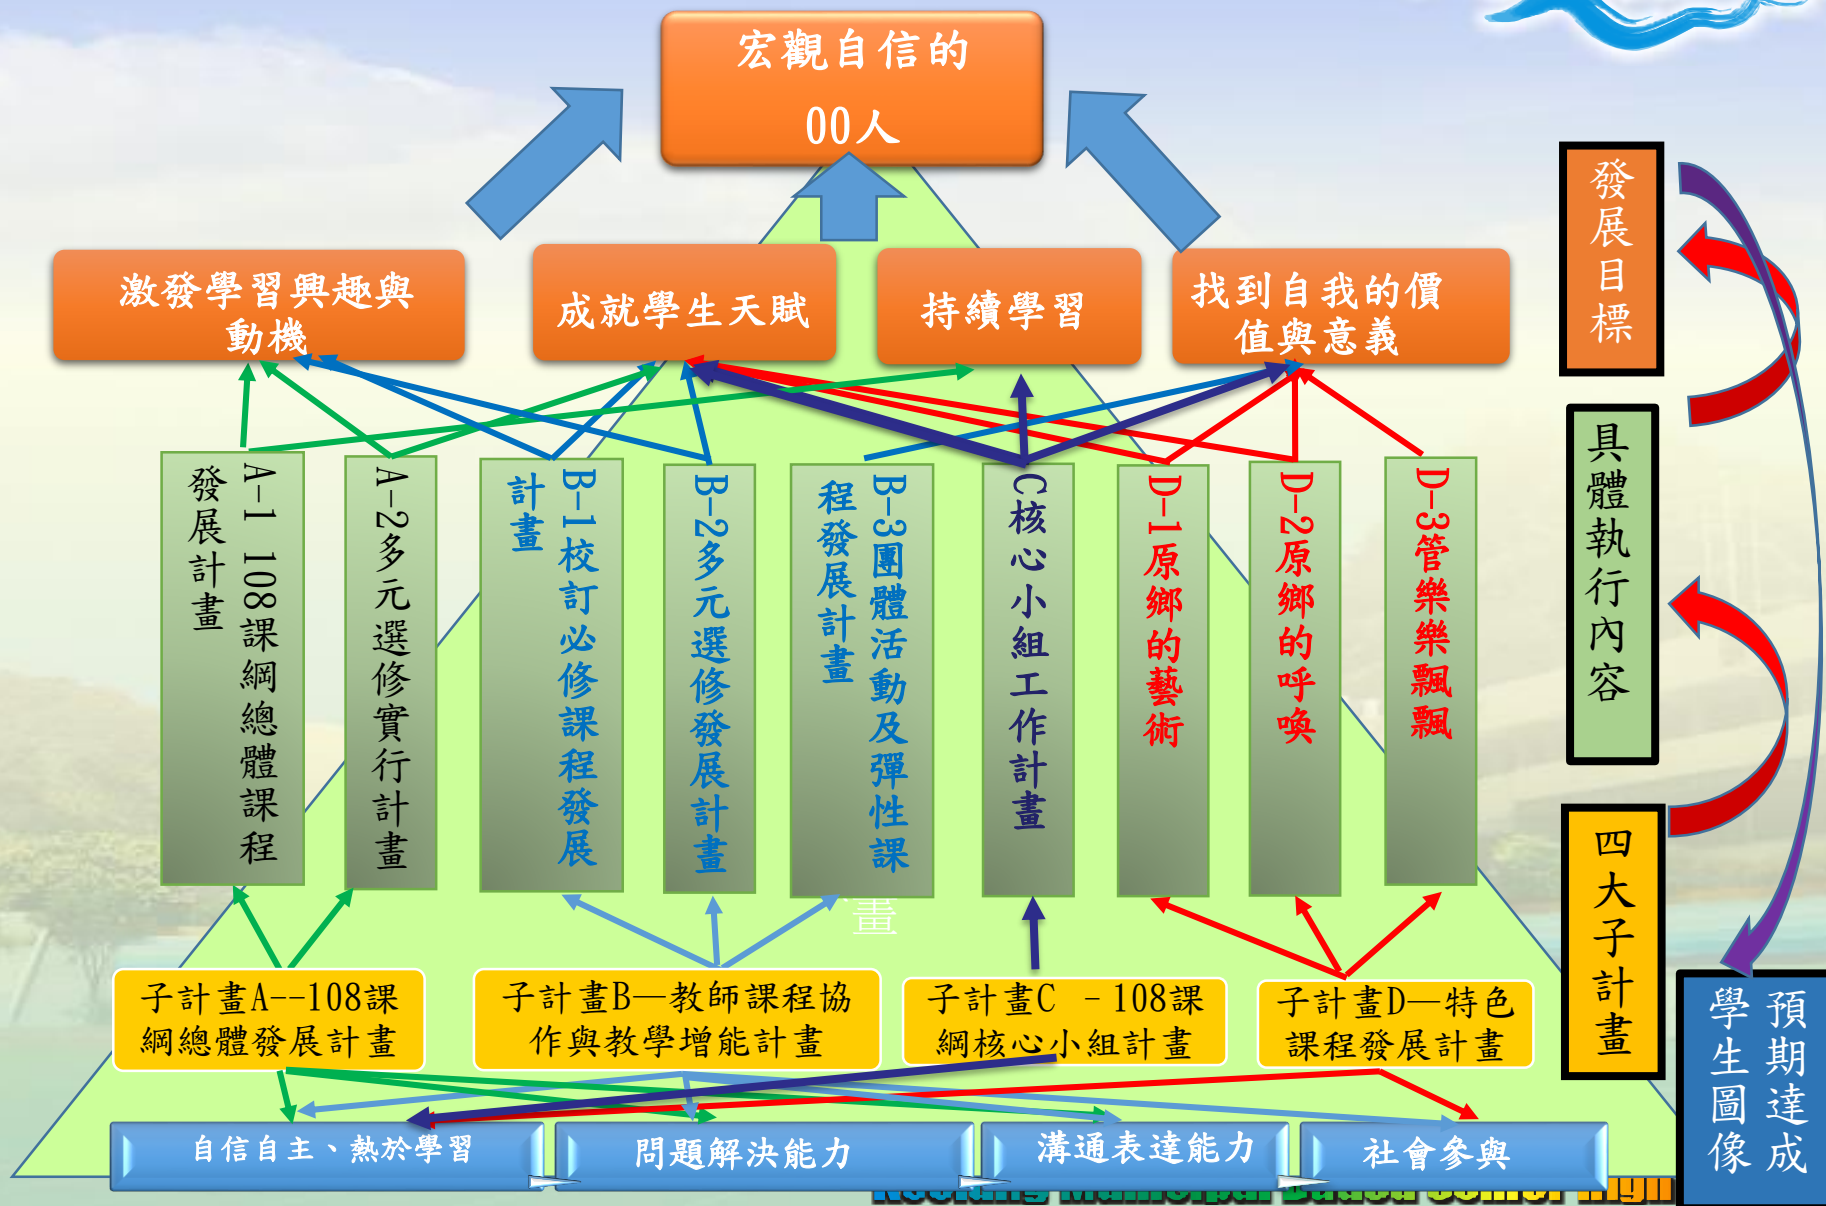 宏觀自信的
00人
激發學習興趣與
動機
成就學生天賦
持續學習
找到自我的價
值與意義
發展目標
具體執行內容
四大子計畫
預期達成
學生圖像
A-1 108課綱總體課程
發展計畫
A-2多元選修實行計畫
B-1校訂必修課程發展
計畫
B-2多元選修發展計畫
B-3團體活動及彈性課
程發展計畫
C核心小組工作計畫
D-1原鄉的藝術
D-2原鄉的呼喚
D-3管樂樂飄飄
畫
子計畫A--108課
綱總體發展計畫
子計畫B—教師課程協
作與教學增能計畫
子計畫C －108課
綱核心小組計畫
子計畫D—特色
課程發展計畫
自信自主、熱於學習
問題解決能力
溝通表達能力
社會參與